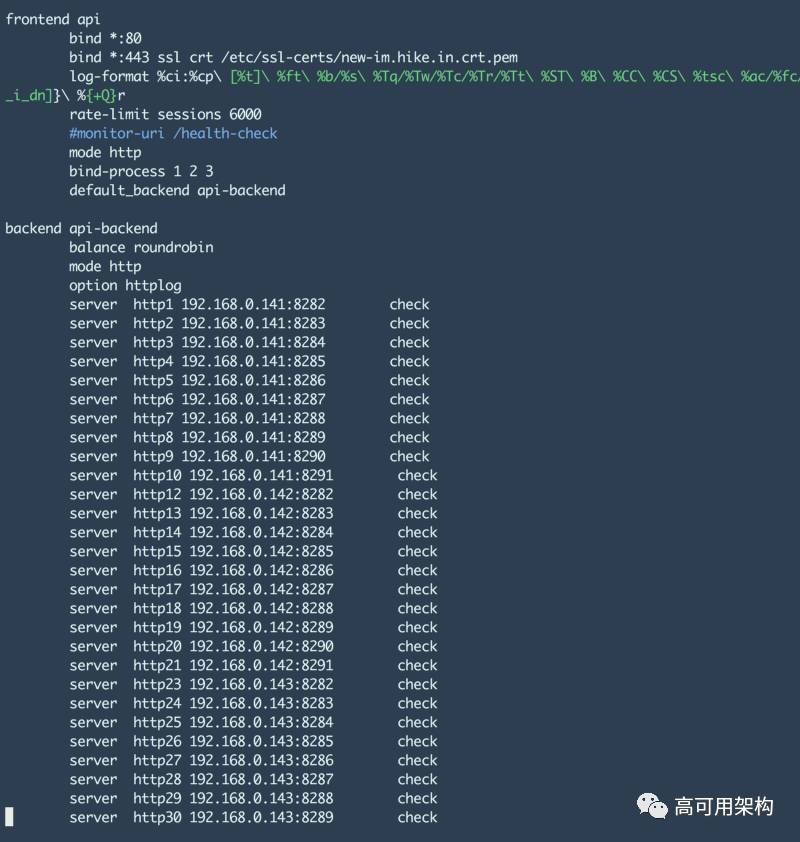 frontend api
bind *:80
bind *:443 ssl crt /etc/ssl-certs/new-im.hike.in.crt.pem
log-format %ci:%cp\ [%t]\ %ft\ %b/%s\ %Tq/%Tw/%Tc/%Tr/%Tt\ %ST\ %B\ %CC\ %CS\ %tsc\ %ac/%fc/
_i_dn]}\ %{+Q}r
rate-limit sessions 6000
#monitor-uri /health-check
mode http
bind-process 1 2 3
default_backend api-backend
backend api-backend
balance roundrobin
mode http
option httplog
server http1 192.168.0.141:8282 check
server http2 192.168.0.141:8283 check
server http3 192.168.0.141:8284 check
server http4 192.168.0.141:8285 check
server http5 192.168.0.141:8286 check
server http6 192.168.0.141:8287 check
server http7 192.168.0.141:8288 check
server http8 192.168.0.141:8289 check
server http9 192.168.0.141:8290 check
server http10 192.168.0.141:8291 check
server http12 192.168.0.142:8282 check
server http13 192.168.0.142:8283 check
server http14 192.168.0.142:8284 check
server http15 192.168.0.142:8285 check
server http16 192.168.0.142:8286 check
server http17 192.168.0.142:8287 check
server http18 192.168.0.142:8288 check
server http19 192.168.0.142:8289 check
server http20 192.168.0.142:8290 check
server http21 192.168.0.142:8291 check
server http23 192.168.0.143:8282 check
server http24 192.168.0.143:8283 check
server http25 192.168.0.143:8284 check
server http26 192.168.0.143:8285 check
server http27 192.168.0.143:8286 check
server http28 192.168.0.143:8287 check
server http29 192.168.0.143:8288 check
server http30 192.168.0.143:8289 check
高可用架构